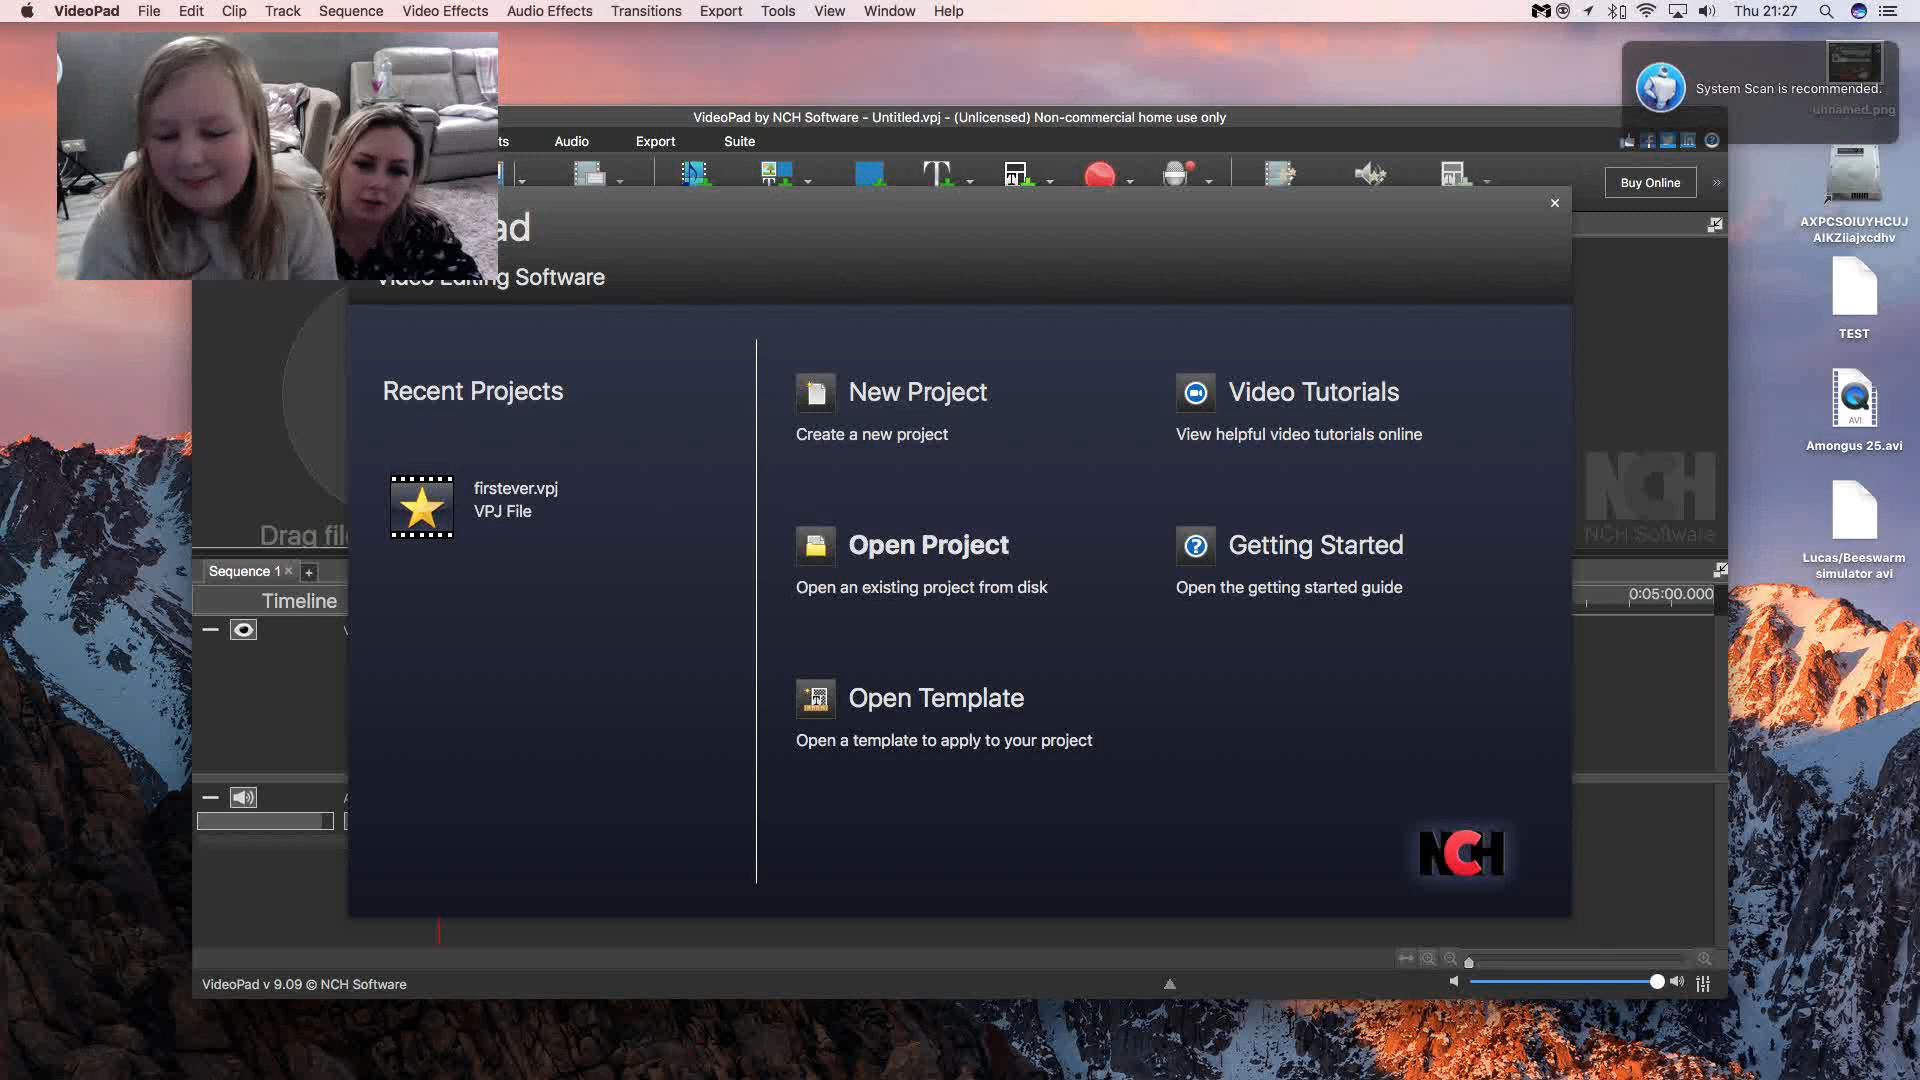 VideoPad File Edit Clip Track Sequence Video Effects Audio Effects Transitions Export Tools View Window Help Thu 21:27
System Scan is recommended.
unnamed.png
VideoPad by NCH Software - Untitled.vpj - (Unlicensed) Non-commercial home use only
ts Audio Export Suite
Buy Online
ad
Video Editing Software
AXPCSOIUYHCUJ
AIKZiiajxcdhv
TEST
AVI
Amongus 25.avi
Lucas/Beeswarm
simulator avi
Recent Projects
firstever.vpj
VPJ File
New Project
Create a new project
Video Tutorials
View helpful video tutorials online
Open Project
Open an existing project from disk
Getting Started
Open the getting started guide
Open Template
Open a template to apply to your project
NCH
NCH
NCH Software
Drag fil
Sequence 1
Timeline
0:05:00.000
VideoPad v 9.09 © NCH Software